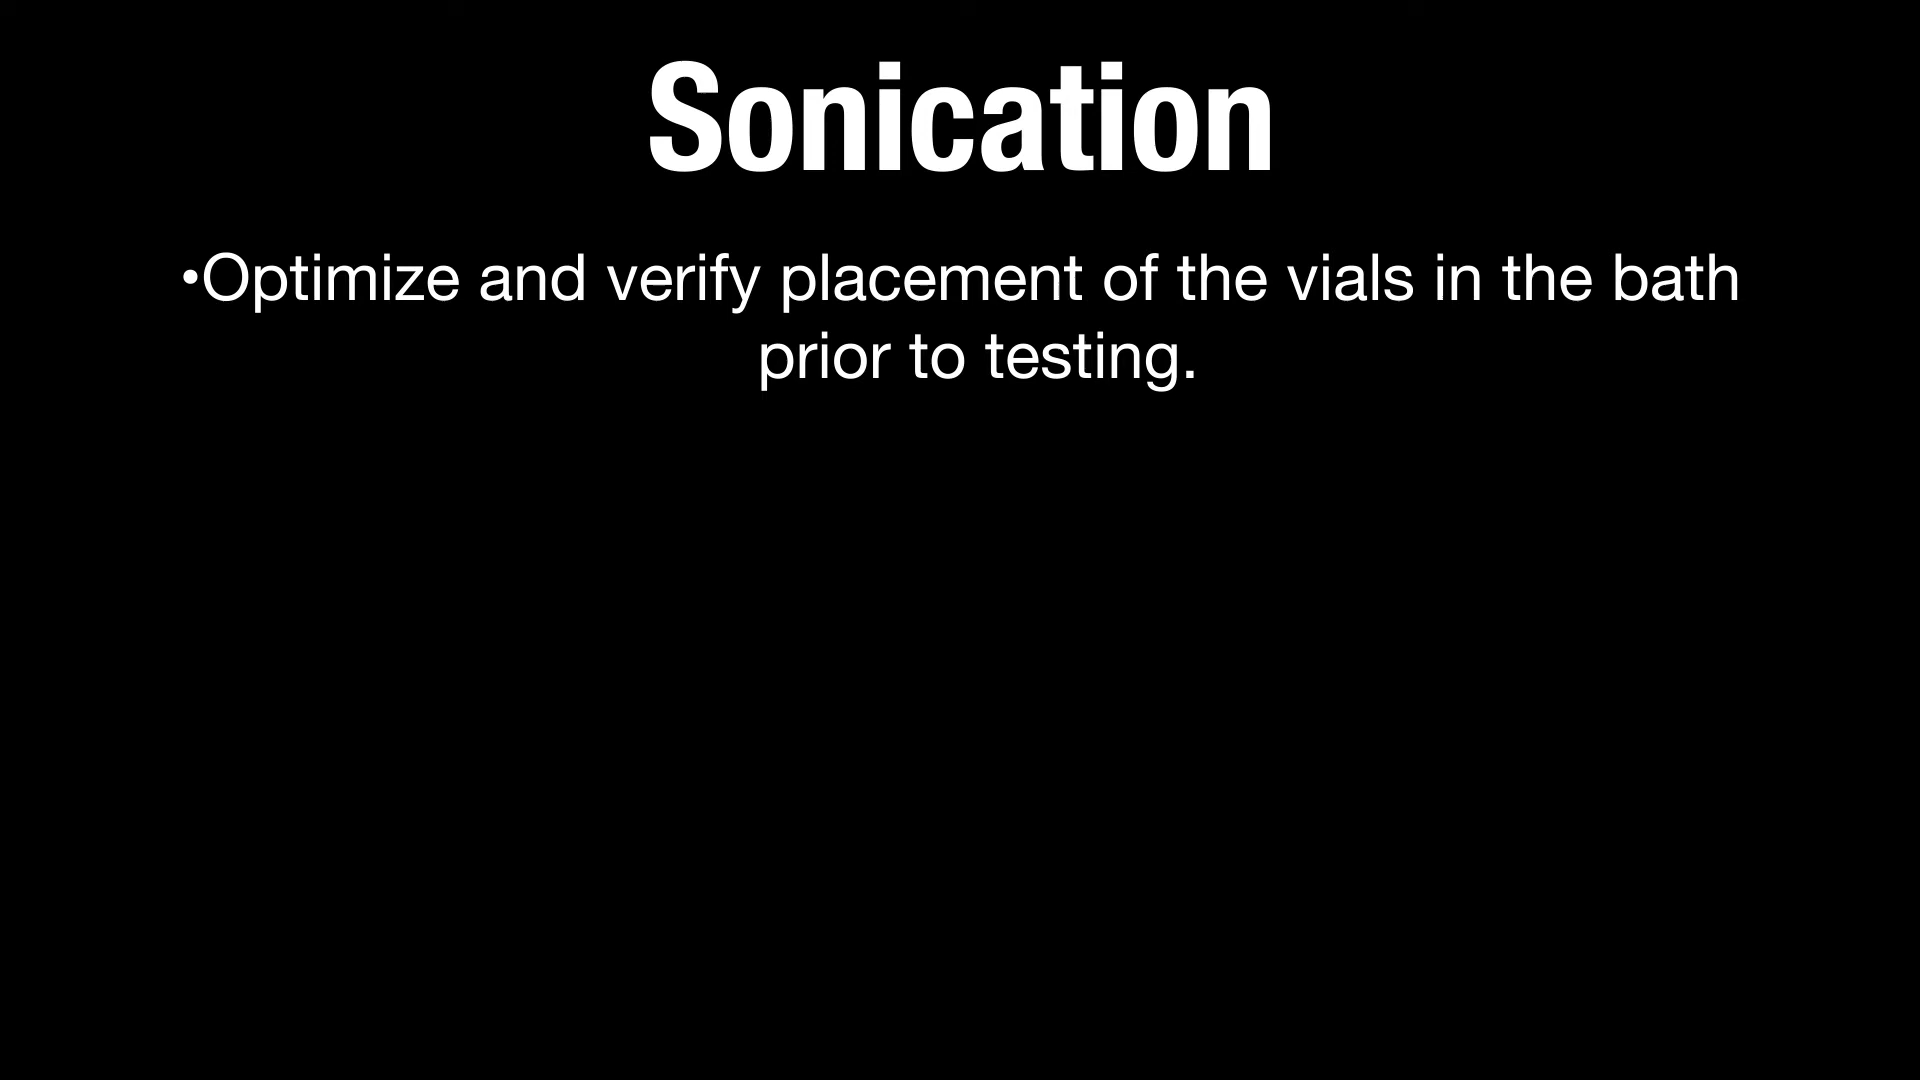 Sonication
•Optimize and verify placement of the vials in the bath
prior to testing.